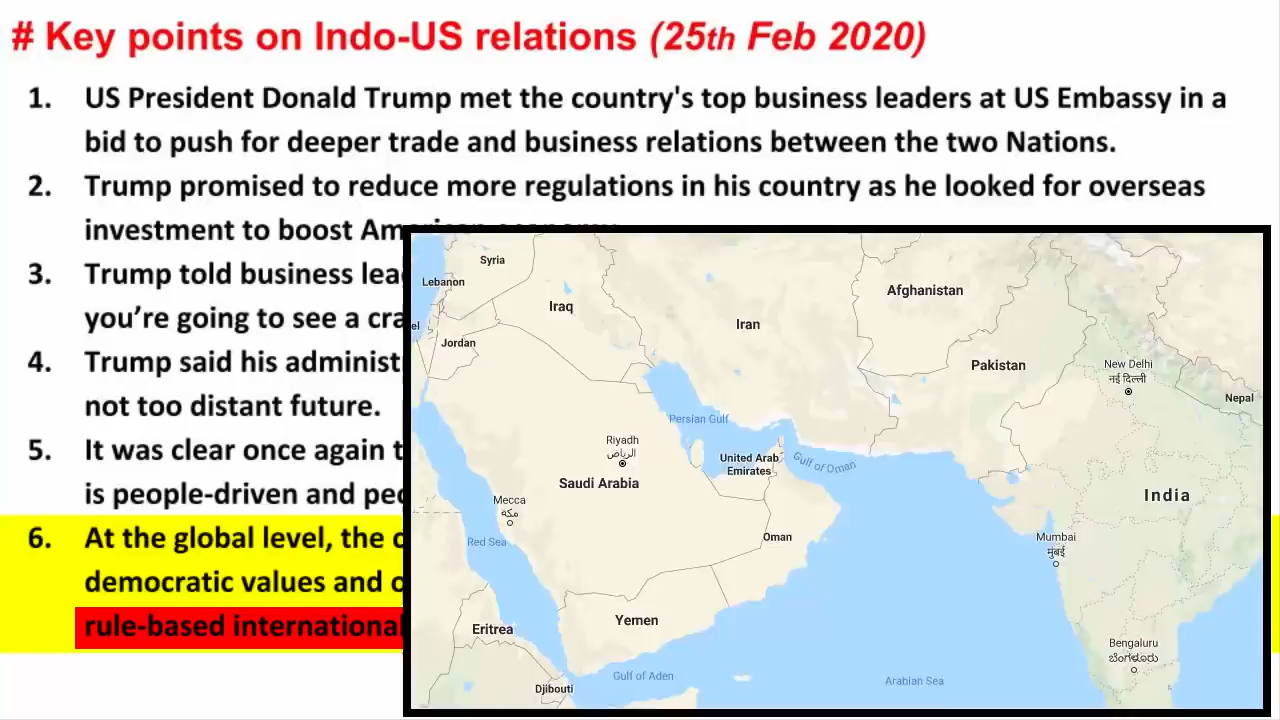 # Key points on Indo-US relations (25th Feb 2020)
1. US President Donald Trump met the country's top business leaders at US Embassy in a
bid to push for deeper trade and business relations between the two Nations.
2. Trump promised to reduce more regulations in his country as he looked for overseas
investment to boost American economy
3. Trump told business
you’re going to see a
4. Trump said his
not too distant future.
5. It was clear once again
is people-driven and
6. At the global level, the
democratic values and
rule-based international
Syria
Lebanon
Iraq
Iran
Afghanistan
Jordan
Pakistan
New Delhi
नई दिल्ली
Nepal
Persian Gulf
Riyadh
الرياض
United Arab
Emirates
Gulf of Oman
Saudi Arabia
India
Mecca
مكة
Oman
Mumbai
मुंबई
Red Sea
Yemen
Eritrea
Bengaluru
ಬೆಂಗಳೂರು
Gulf of Aden
Arabian Sea
Djibouti